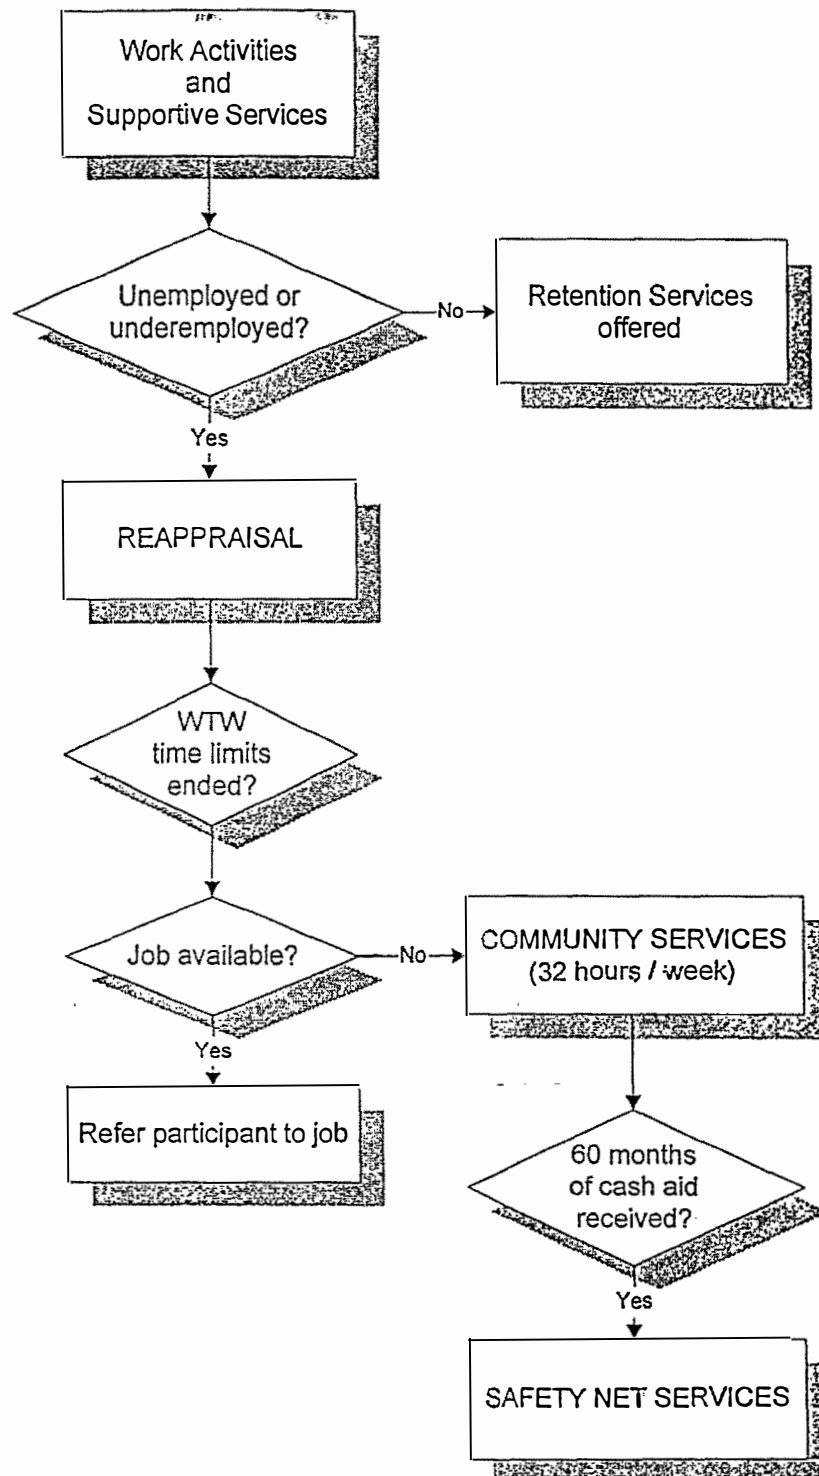 Work Activities
and
Supportive Services
Unemployed or
underemployed?
No
Retention Services
offered
Yes
REAPPRAISAL
WTW
time limits
ended?
Job available?
No
COMMUNITY SERVICES
(32 hours / week)
Yes
Refer participant to job
60 months
of cash aid
received?
Yes
SAFETY NET SERVICES